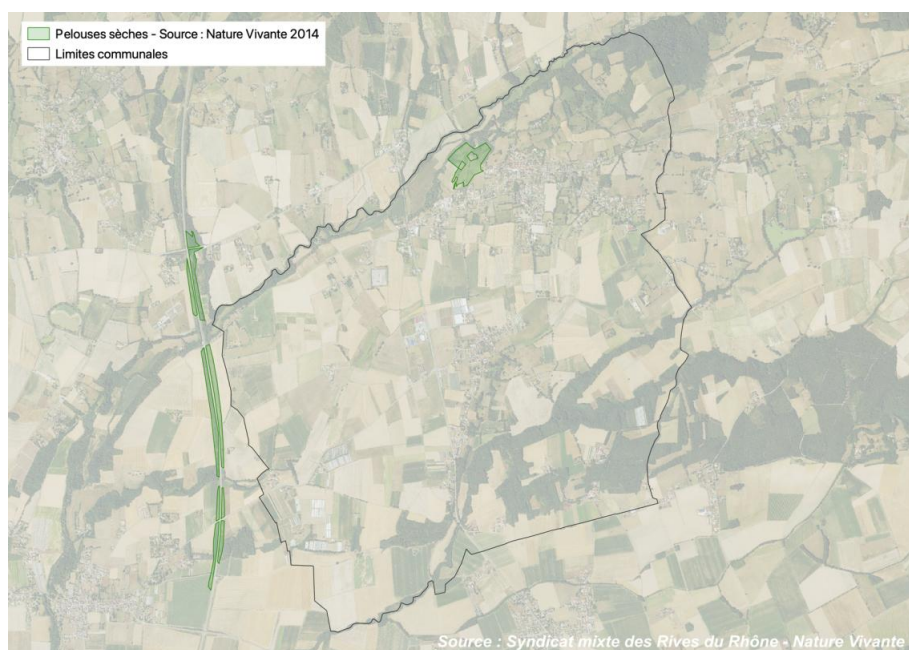 Pelouses sèches - Source : Nature Vivante 2014
Limites communales
Source : Syndicat mixte des Rives du Rhône - Nature Vivante